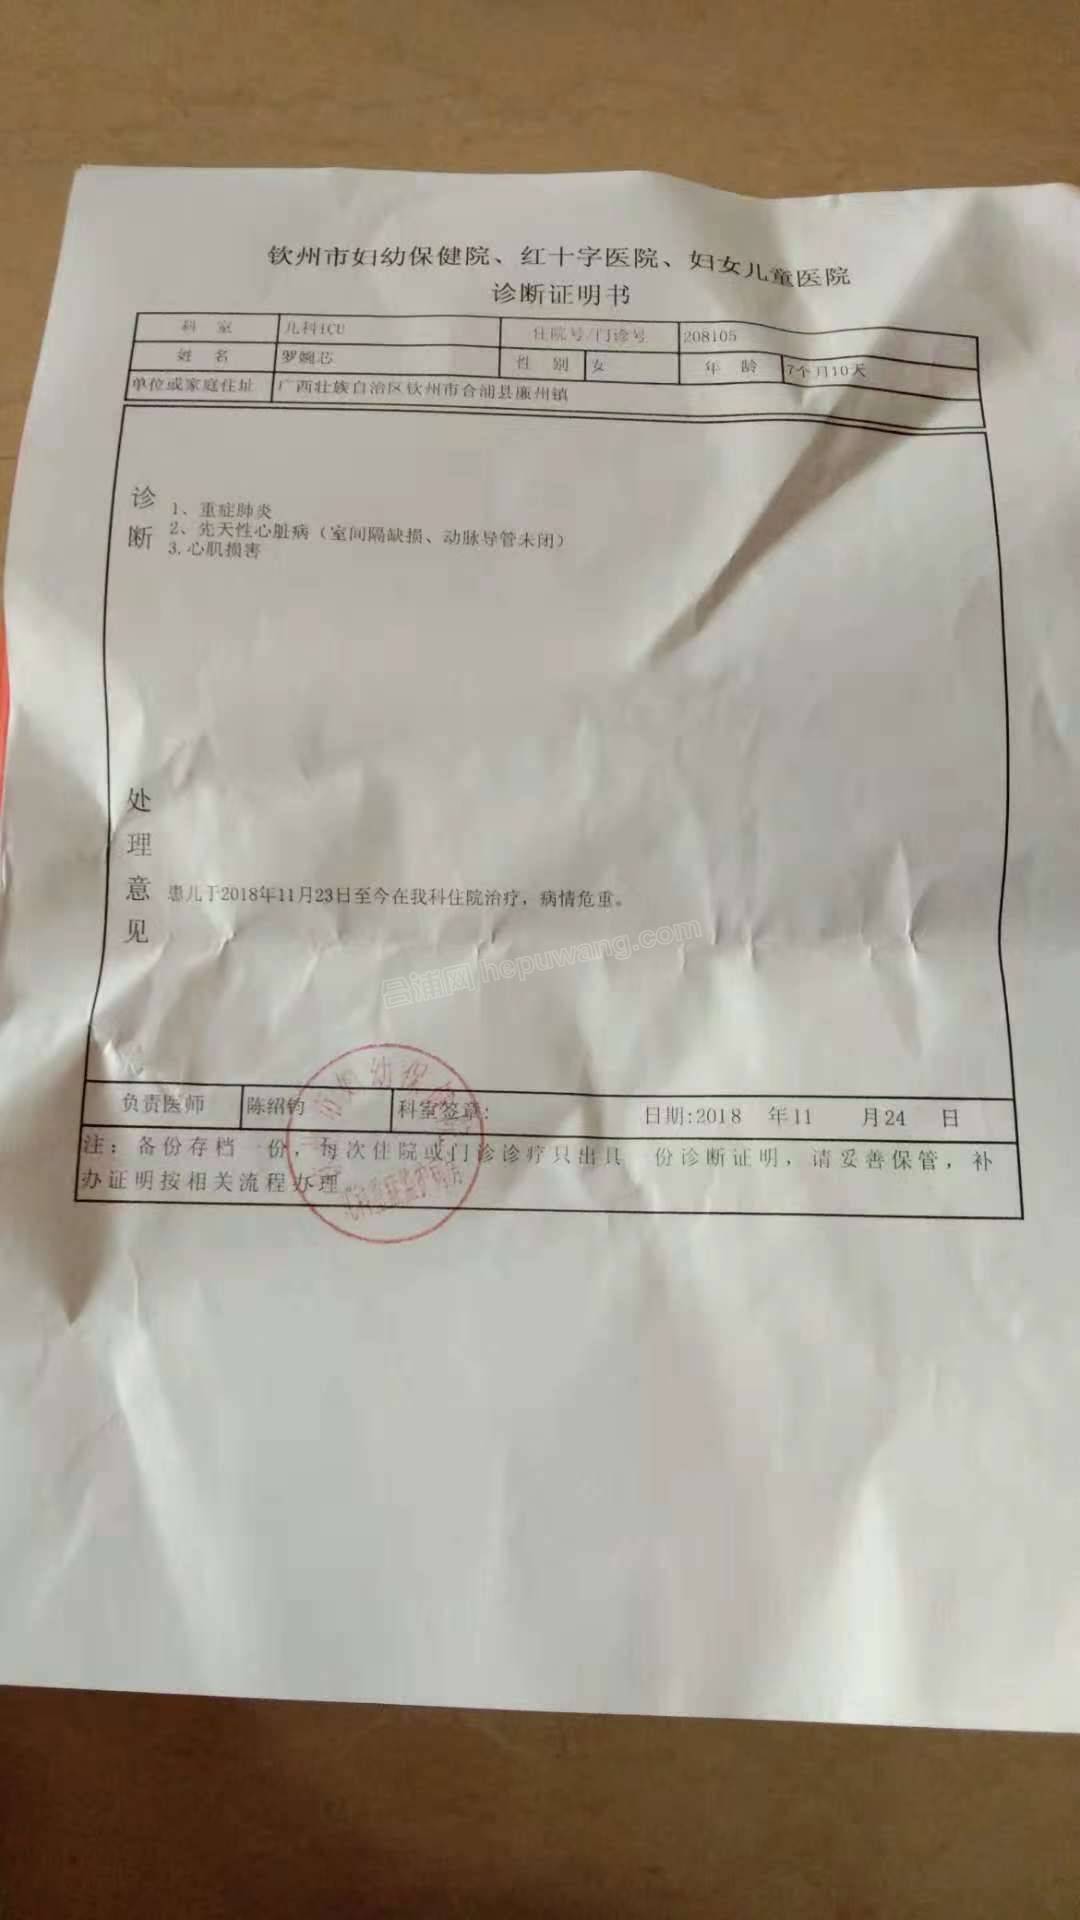 钦州市妇幼保健院、红十字医院、妇女儿童医院
诊断证明书
科 室 儿科ICU 住院号/门诊号 208105
姓 名 罗婉芯 性 别 女 年 龄 7个月10天
单位或家庭住址 广西壮族自治区钦州市合浦县廉州镇
诊断
1、重症肺炎
2、先天性心脏病（室间隔缺损、动脉导管未闭）
3.心肌损害
处理意见
患儿于2018年11月23日至今在我科住院治疗，病情危重。
合浦网 hepuwang.com
负责医师 陈绍钧 科室签章: 日期:2018 年11 月24 日
注：备份存档一份，每次住院或门诊诊疗只出具一份诊断证明，请妥善保管，补
办证明按相关流程办理
妇幼保